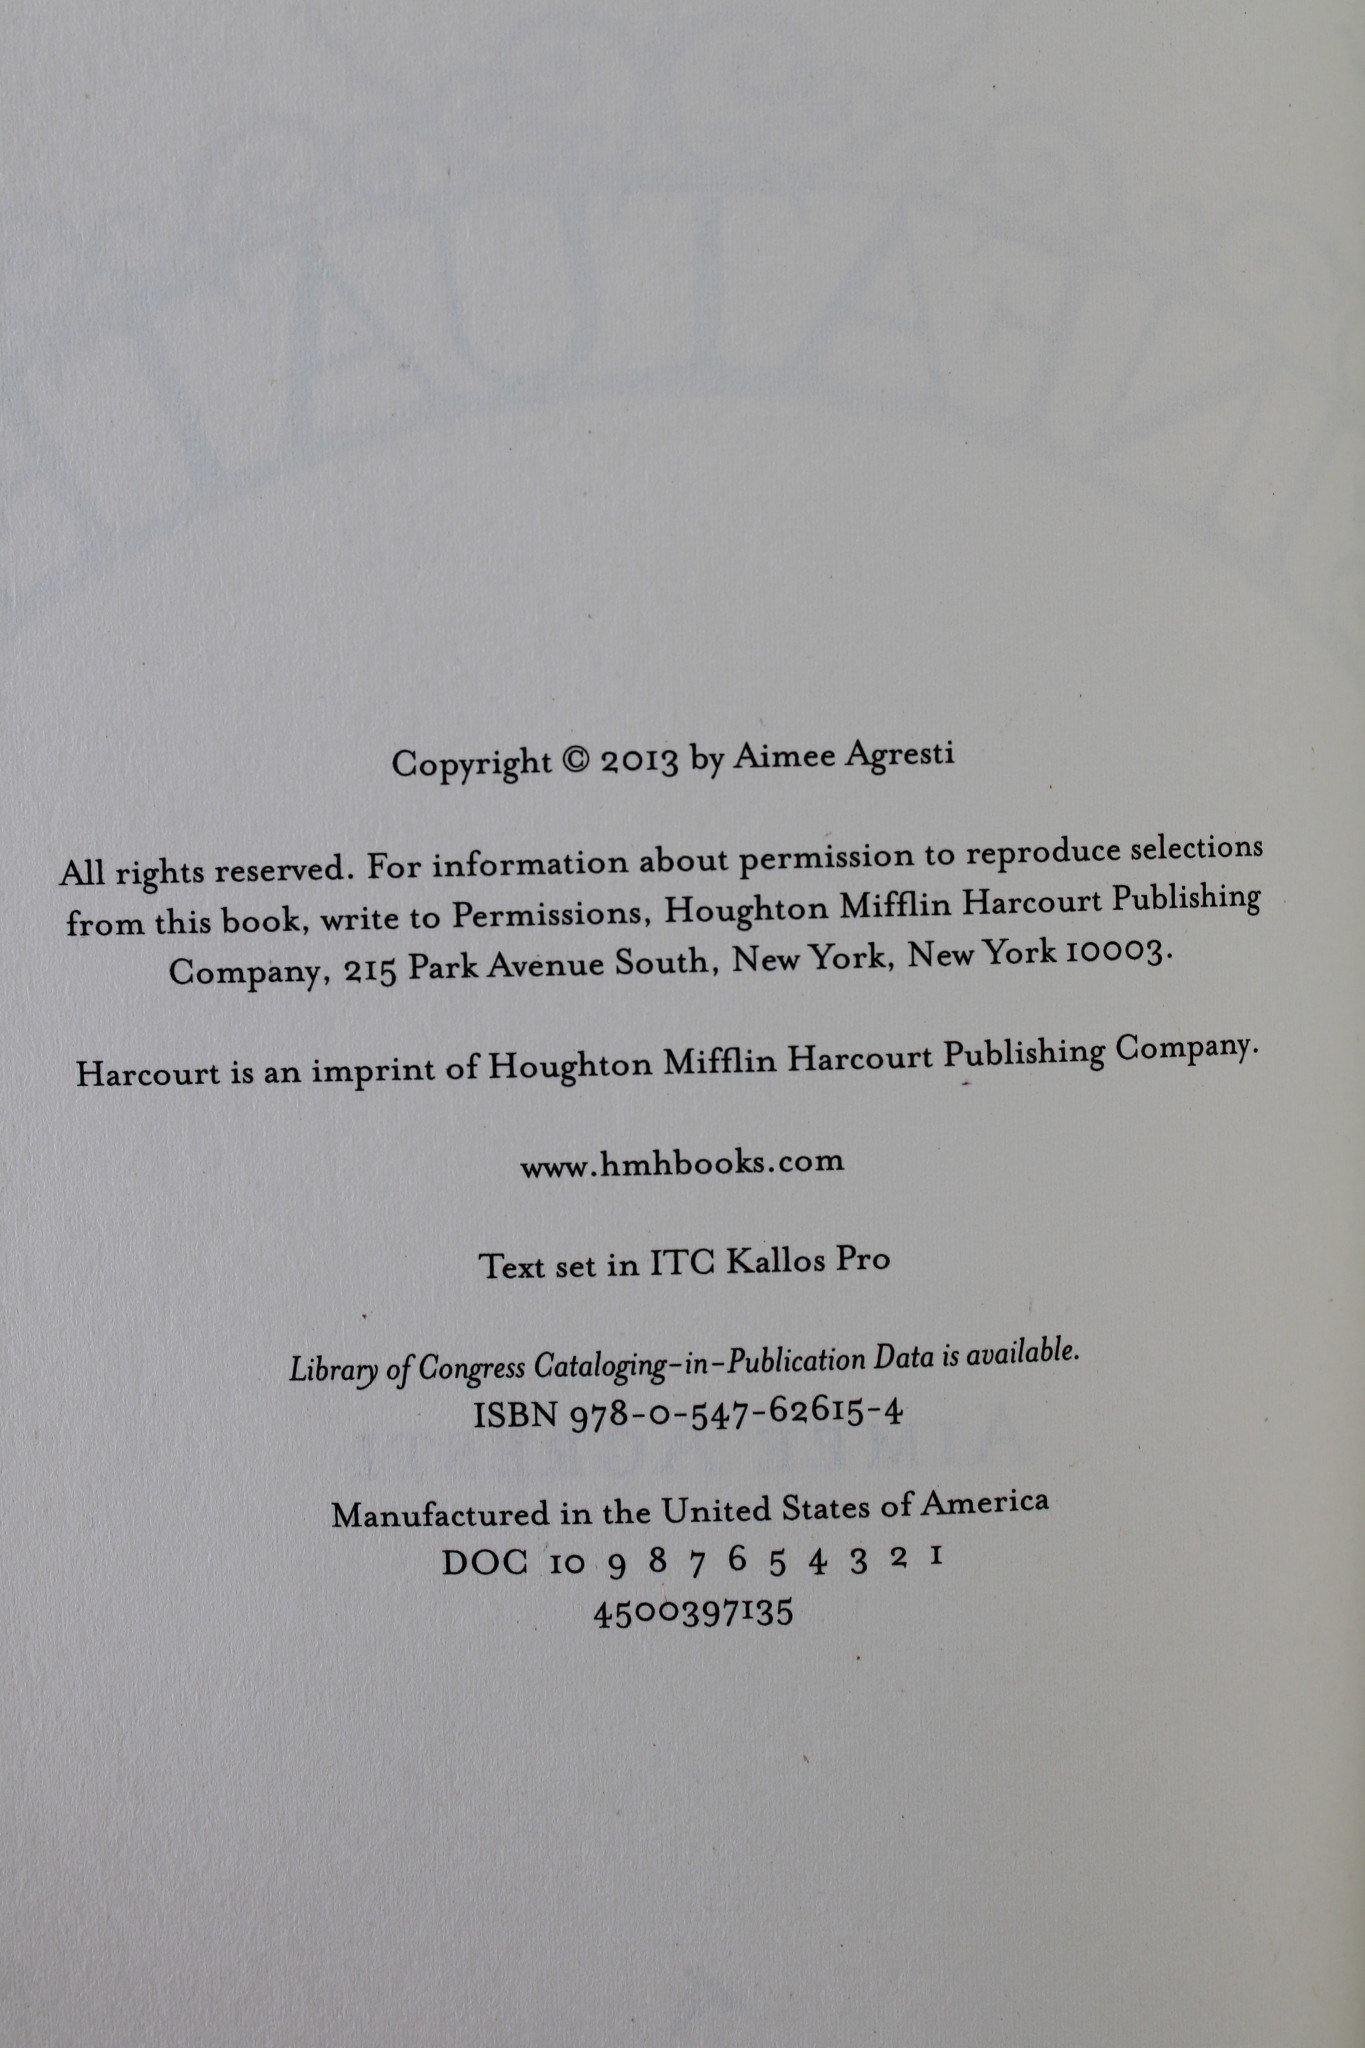 Copyright © 2013 by Aimee Agresti
All rights reserved. For information about permission to reproduce selections
from this book, write to Permissions, Houghton Mifflin Harcourt Publishing
Company, 215 Park Avenue South, New York, New York 10003.
Harcourt is an imprint of Houghton Mifflin Harcourt Publishing Company.
www.hmhbooks.com
Text set in ITC Kallos Pro
Library of Congress Cataloging-in-Publication Data is available.
ISBN 978-0-547-62615-4
Manufactured in the United States of America
DOC 10 9 8 7 6 5 4 3 2 1
4500397135